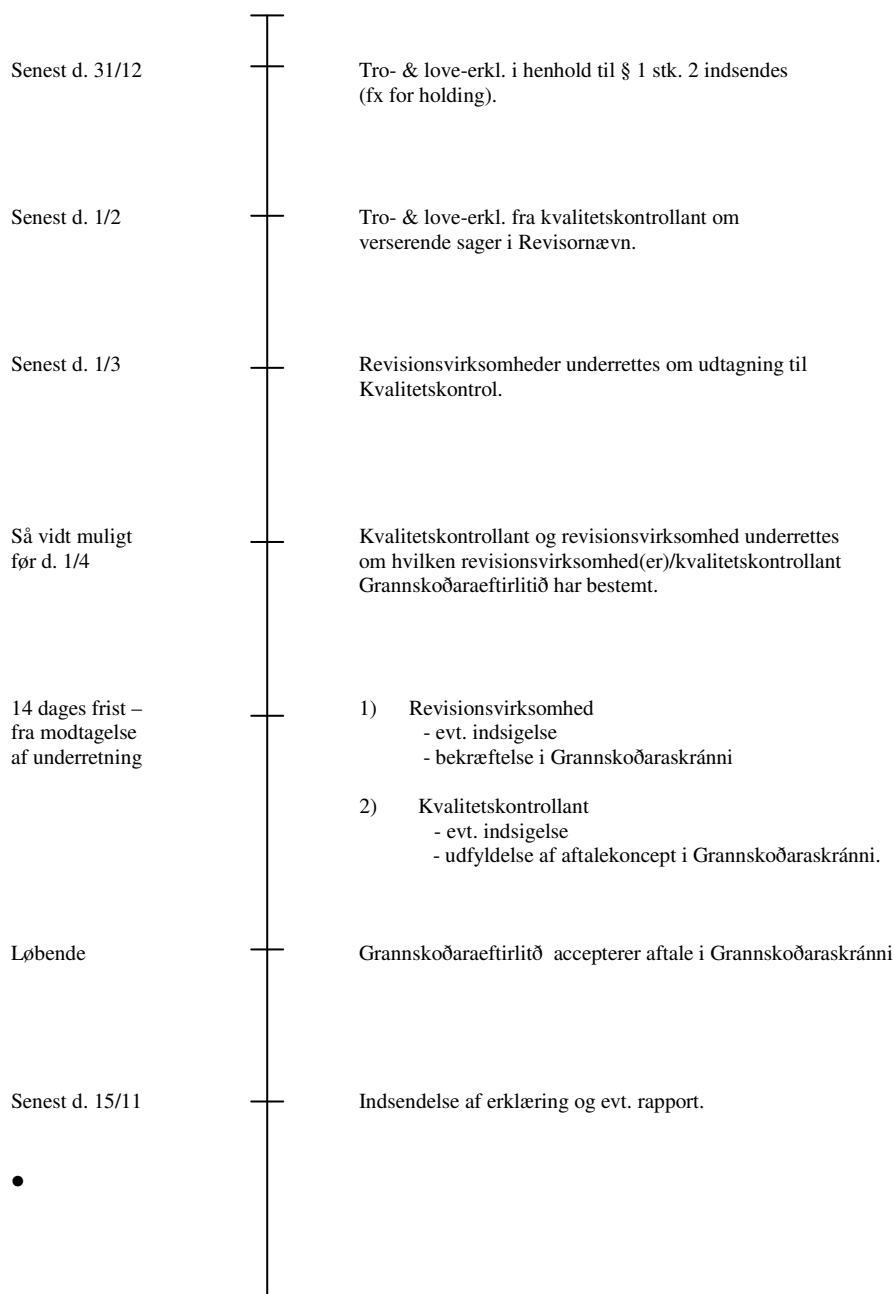 Senest d. 31/12 Tro- & love-erkl. i henhold til § 1 stk. 2 indsendes
(fx for holding).
Senest d. 1/2 Tro- & love-erkl. fra kvalitetskontrollant om
verserende sager i Revisornævn.
Senest d. 1/3 Revisionsvirksomheder underrettes om udtagning til
Kvalitetskontrol.
Så vidt muligt Kvalitetskontrollant og revisionsvirksomhed underrettes
før d. 1/4 om hvilken revisionsvirksomhed(er)/kvalitetskontrollant
Grannskoðaraeftirlitið har bestemt.
14 dages frist – 1) Revisionsvirksomhed
fra modtagelse - evt. indsigelse
af underretning - bekræftelse i Grannskoðaraskránni
2) Kvalitetskontrollant
- evt. indsigelse
- udfyldelse af aftalekoncept i Grannskoðaraskránni.
Løbende Grannskoðaraeftirlitð accepterer aftale i Grannskoðaraskránni
Senest d. 15/11 Indsendelse af erklæring og evt. rapport.
●